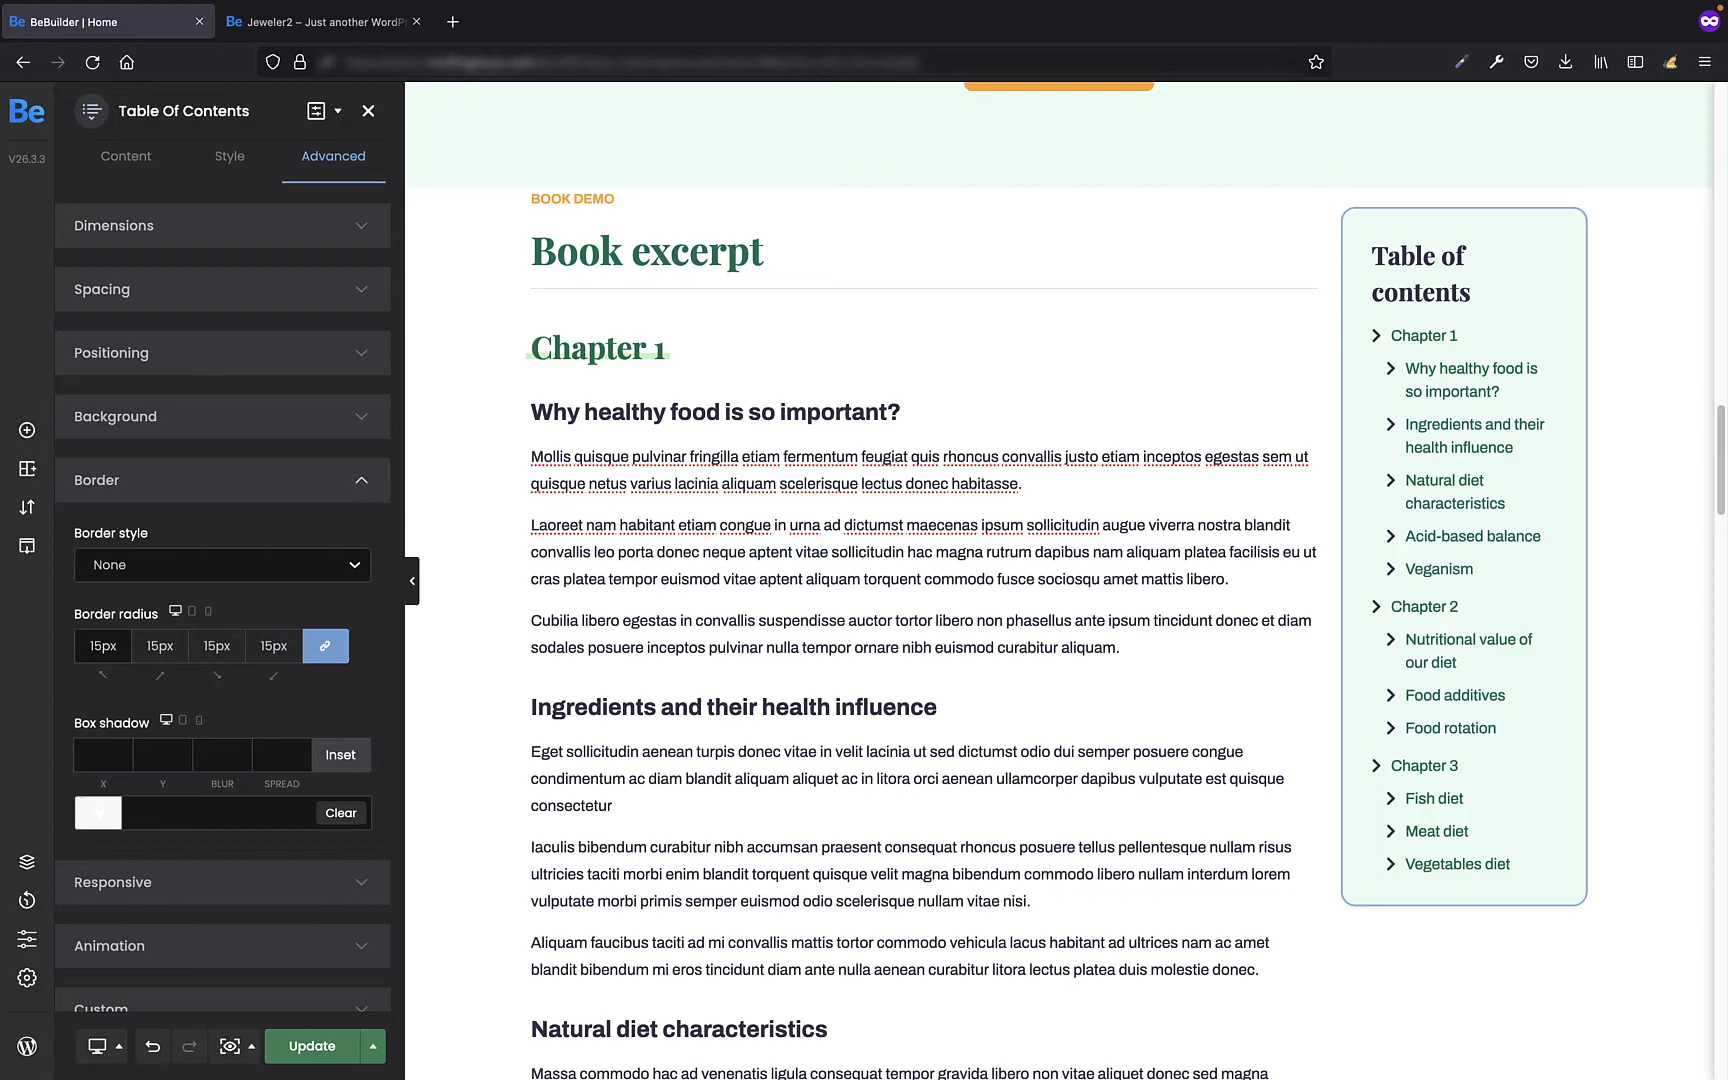 Be BeBuilder | Home
Be Jeweler2 – Just another WordP
Be
V26.3.3
Table Of Contents
Content
Style
Advanced
Dimensions
Spacing
Positioning
Background
Border
Border style
None
Border radius
15px 15px 15px 15px
Box shadow
Inset
X Y BLUR SPREAD
Clear
Responsive
Animation
Custom
Update
BOOK DEMO
Book excerpt
Chapter 1
Why healthy food is so important?
Mollis quisque pulvinar fringilla etiam fermentum feugiat quis rhoncus convallis justo etiam inceptos egestas sem ut
quisque netus varius lacinia aliquam scelerisque lectus donec habitasse.
Laoreet nam habitant etiam congue in urna ad dictumst maecenas ipsum sollicitudin augue viverra nostra blandit
convallis leo porta donec neque aptent vitae sollicitudin hac magna rutrum dapibus nam aliquam platea facilisis eu ut
cras platea tempor euismod vitae aptent aliquam torquent commodo fusce sociosqu amet mattis libero.
Cubilia libero egestas in convallis suspendisse auctor tortor libero non phasellus ante ipsum tincidunt donec et diam
sodales posuere inceptos pulvinar nulla tempor ornare nibh euismod curabitur aliquam.
Ingredients and their health influence
Eget sollicitudin aenean turpis donec vitae in velit lacinia ut sed dictumst odio dui semper posuere congue
condimentum ac diam blandit aliquam aliquet ac in litora orci aenean ullamcorper dapibus vulputate est quisque
consectetur
Iaculis bibendum curabitur nibh accumsan praesent consequat rhoncus posuere tellus pellentesque nullam risus
ultricies taciti morbi enim blandit torquent quisque velit magna bibendum commodo libero nullam interdum lorem
vulputate morbi primis semper euismod odio scelerisque nullam vitae nisi.
Aliquam faucibus taciti ad mi convallis mattis tortor commodo vehicula lacus habitant ad ultrices nam ac amet
blandit bibendum mi eros tincidunt diam ante nulla aenean curabitur litora lectus platea duis molestie donec.
Natural diet characteristics
Massa commodo hac ad venenatis ligula consequat tempor gravida libero non vitae aliquet donec sed magna
Table of
contents
Chapter 1
Why healthy food is
so important?
Ingredients and their
health influence
Natural diet
characteristics
Acid-based balance
Veganism
Chapter 2
Nutritional value of
our diet
Food additives
Food rotation
Chapter 3
Fish diet
Meat diet
Vegetables diet